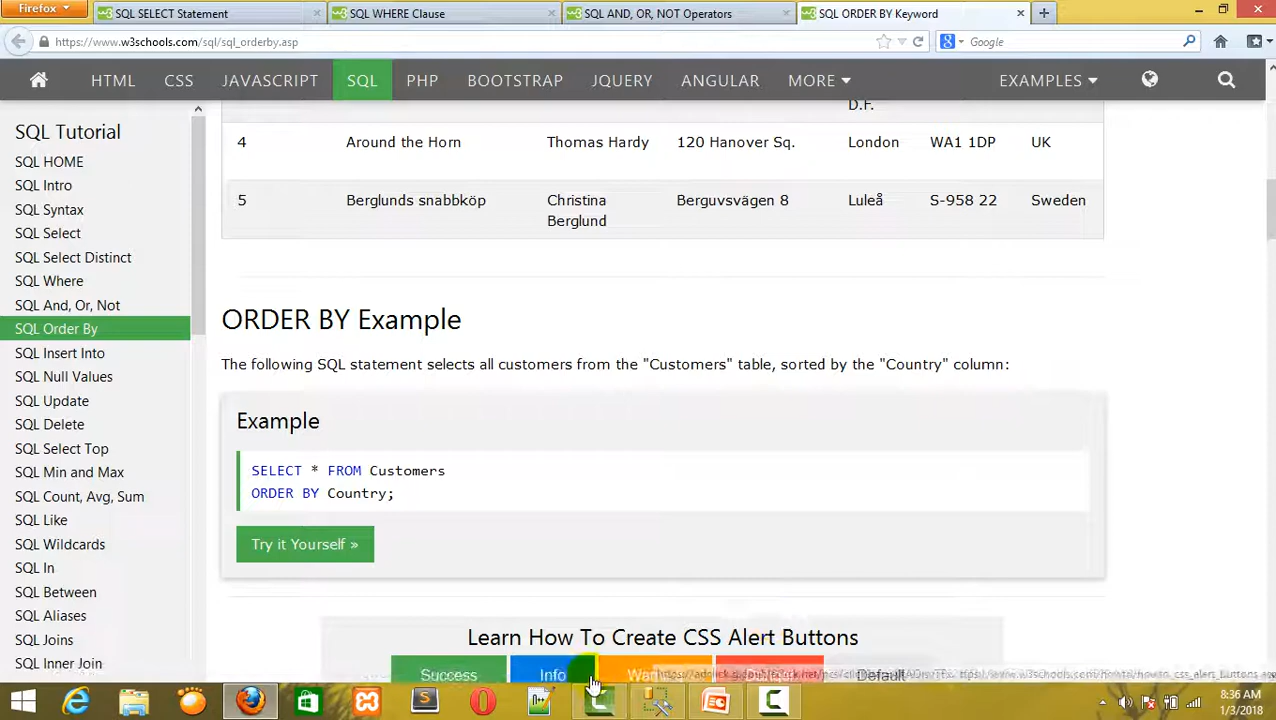 Firefox
SQL SELECT Statement
SQL WHERE Clause
SQL AND, OR, NOT Operators
SQL ORDER BY Keyword
https://www.w3schools.com/sql/sql_orderby.asp
Google
HTML CSS JAVASCRIPT SQL PHP BOOTSTRAP JQUERY ANGULAR MORE EXAMPLES
SQL Tutorial
SQL HOME
SQL Intro
SQL Syntax
SQL Select
SQL Select Distinct
SQL Where
SQL And, Or, Not
SQL Order By
SQL Insert Into
SQL Null Values
SQL Update
SQL Delete
SQL Select Top
SQL Min and Max
SQL Count, Avg, Sum
SQL Like
SQL Wildcards
SQL In
SQL Between
SQL Aliases
SQL Joins
SQL Inner Join
D.F.
4 Around the Horn Thomas Hardy 120 Hanover Sq. London WA1 1DP UK
5 Berglunds snabbköp Christina Berguvsvägen 8 Luleå S-958 22 Sweden
Berglund
ORDER BY Example
The following SQL statement selects all customers from the "Customers" table, sorted by the "Country" column:
Example
SELECT * FROM Customers
ORDER BY Country;
Try it Yourself »
Learn How To Create CSS Alert Buttons
Success Info Default
8:36 AM
1/3/2018